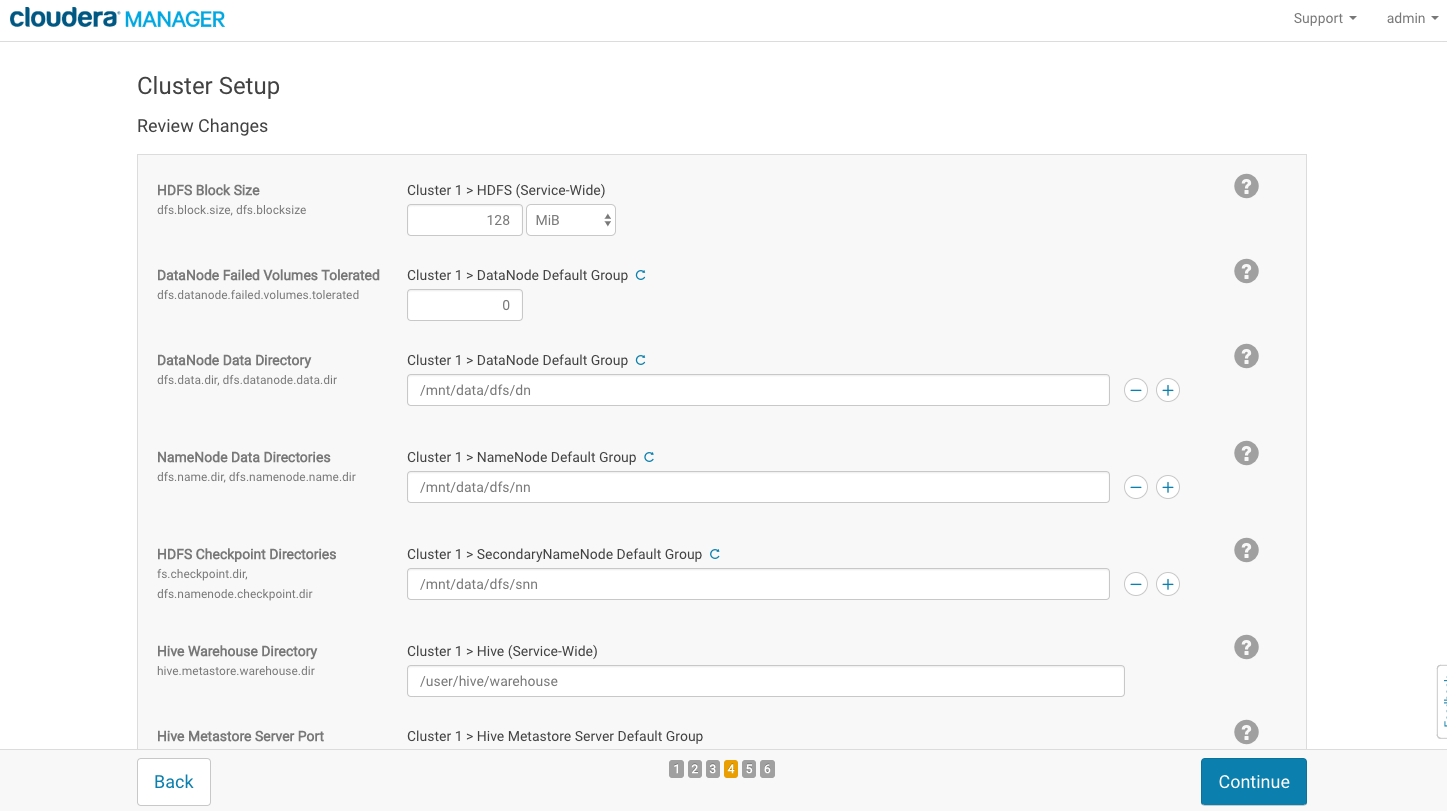 cloudera MANAGER
Support
admin
Cluster Setup
Review Changes
HDFS Block Size
dfs.block.size, dfs.blocksize
Cluster 1 > HDFS (Service-Wide)
128
MiB
DataNode Failed Volumes Tolerated
dfs.datanode.failed.volumes.tolerated
Cluster 1 > DataNode Default Group
0
DataNode Data Directory
dfs.data.dir, dfs.datanode.data.dir
Cluster 1 > DataNode Default Group
/mnt/data/dfs/dn
NameNode Data Directories
dfs.name.dir, dfs.namenode.name.dir
Cluster 1 > NameNode Default Group
/mnt/data/dfs/nn
HDFS Checkpoint Directories
fs.checkpoint.dir,
dfs.namenode.checkpoint.dir
Cluster 1 > SecondaryNameNode Default Group
/mnt/data/dfs/snn
Hive Warehouse Directory
hive.metastore.warehouse.dir
Cluster 1 > Hive (Service-Wide)
/user/hive/warehouse
Hive Metastore Server Port
Cluster 1 > Hive Metastore Server Default Group
Back
1 2 3 4 5 6
Continue